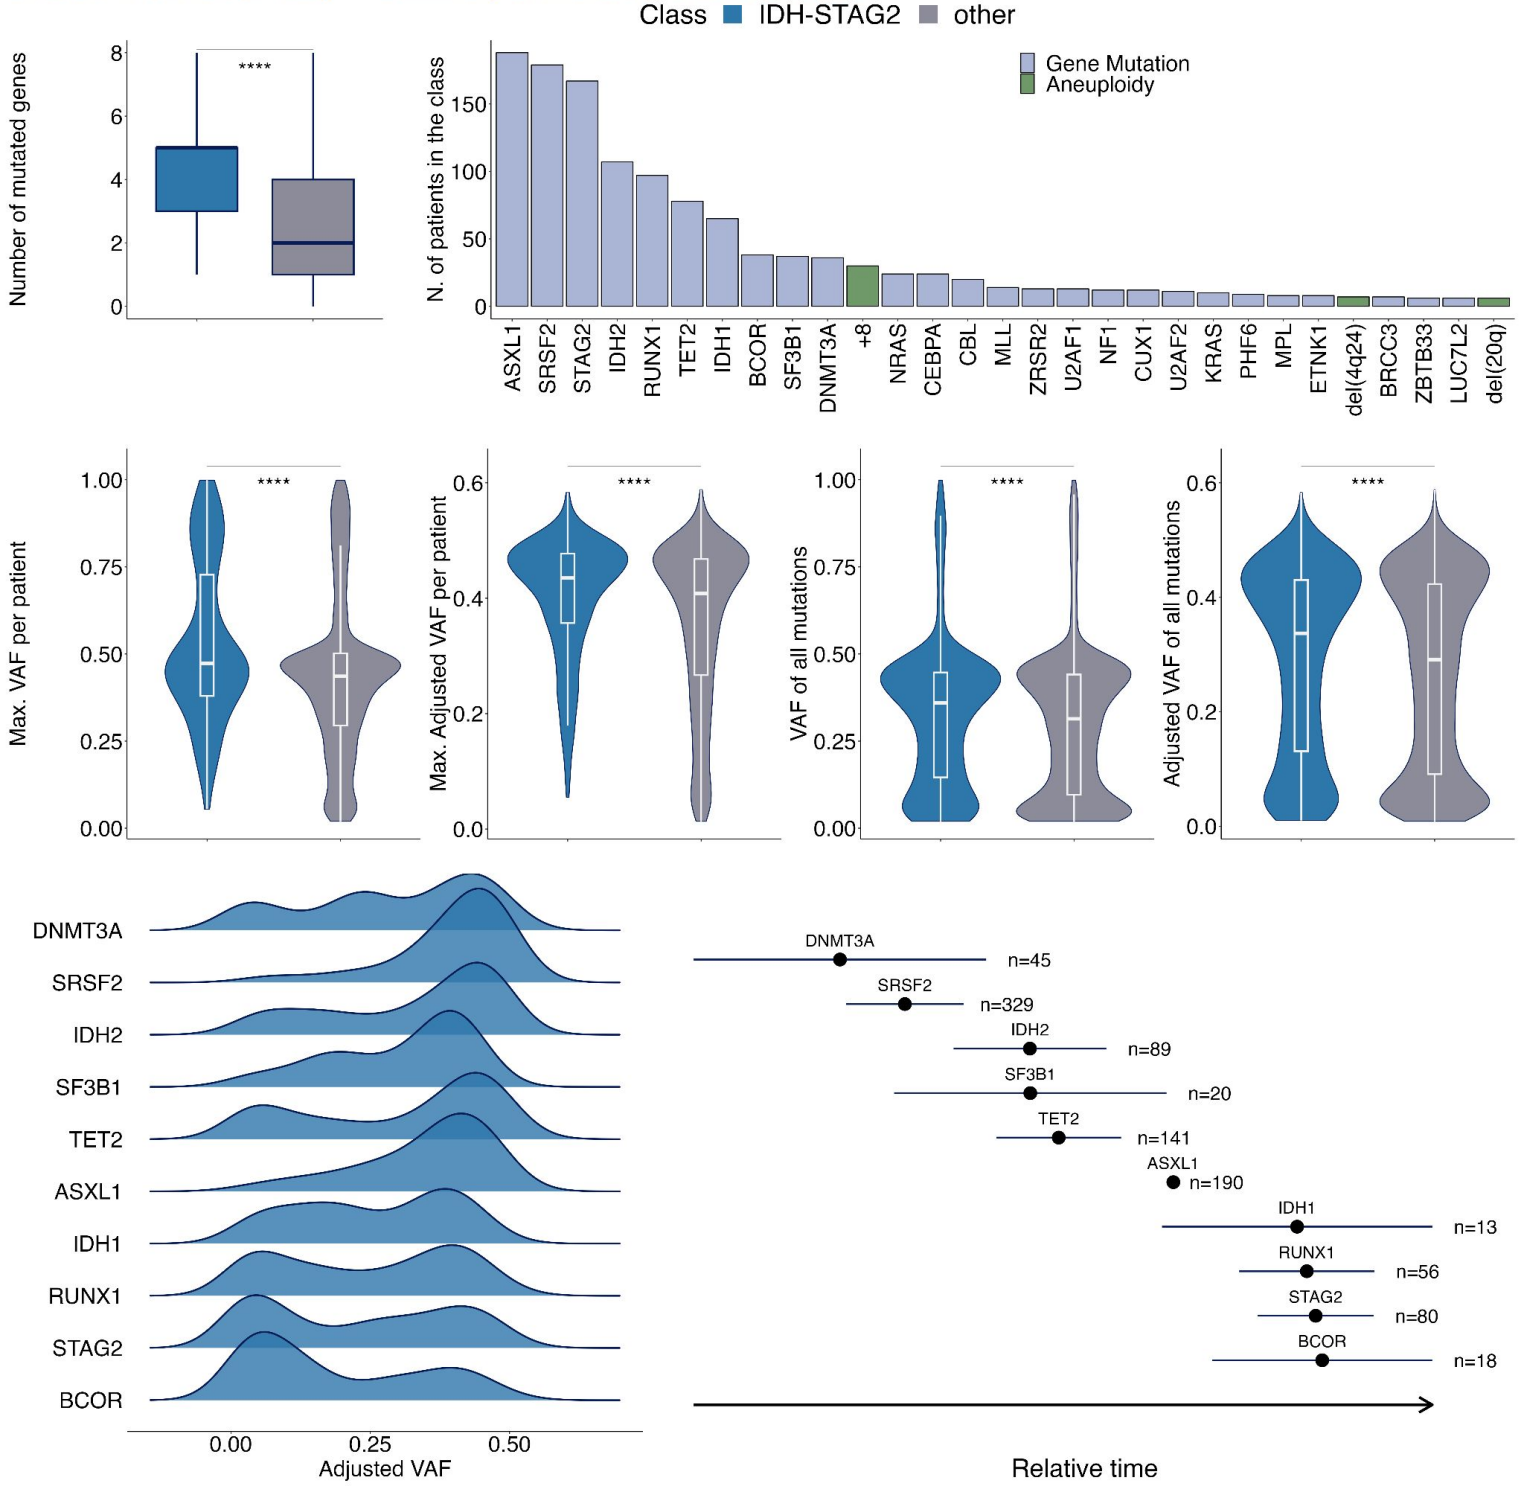 Class IDH-STAG2 other
Number of mutated genes
8
6
4
2
0
****
N. of patients in the class
150
100
50
0
Gene Mutation
Aneuploidy
ASXL1
SRSF2
STAG2
IDH2
RUNX1
TET2
IDH1
BCOR
SF3B1
DNMT3A
+8
NRAS
CEBPA
CBL
MLL
ZRSR2
U2AF1
NF1
CUX1
U2AF2
KRAS
PHF6
MPL
ETNK1
del(4q24)
BRCC3
ZBTB33
LUC7L2
del(20q)
Max. VAF per patient
1.00
0.75
0.50
0.25
0.00
****
Max. Adjusted VAF per patient
0.6
0.4
0.2
0.0
****
VAF of all mutations
1.00
0.75
0.50
0.25
0.00
****
Adjusted VAF of all mutations
0.6
0.4
0.2
0.0
****
DNMT3A
SRSF2
IDH2
SF3B1
TET2
ASXL1
IDH1
RUNX1
STAG2
BCOR
0.00 0.25 0.50
Adjusted VAF
DNMT3A
n=45
SRSF2
n=329
IDH2
n=89
SF3B1
n=20
TET2
n=141
ASXL1
n=190
IDH1
n=13
RUNX1
n=56
STAG2
n=80
BCOR
n=18
Relative time